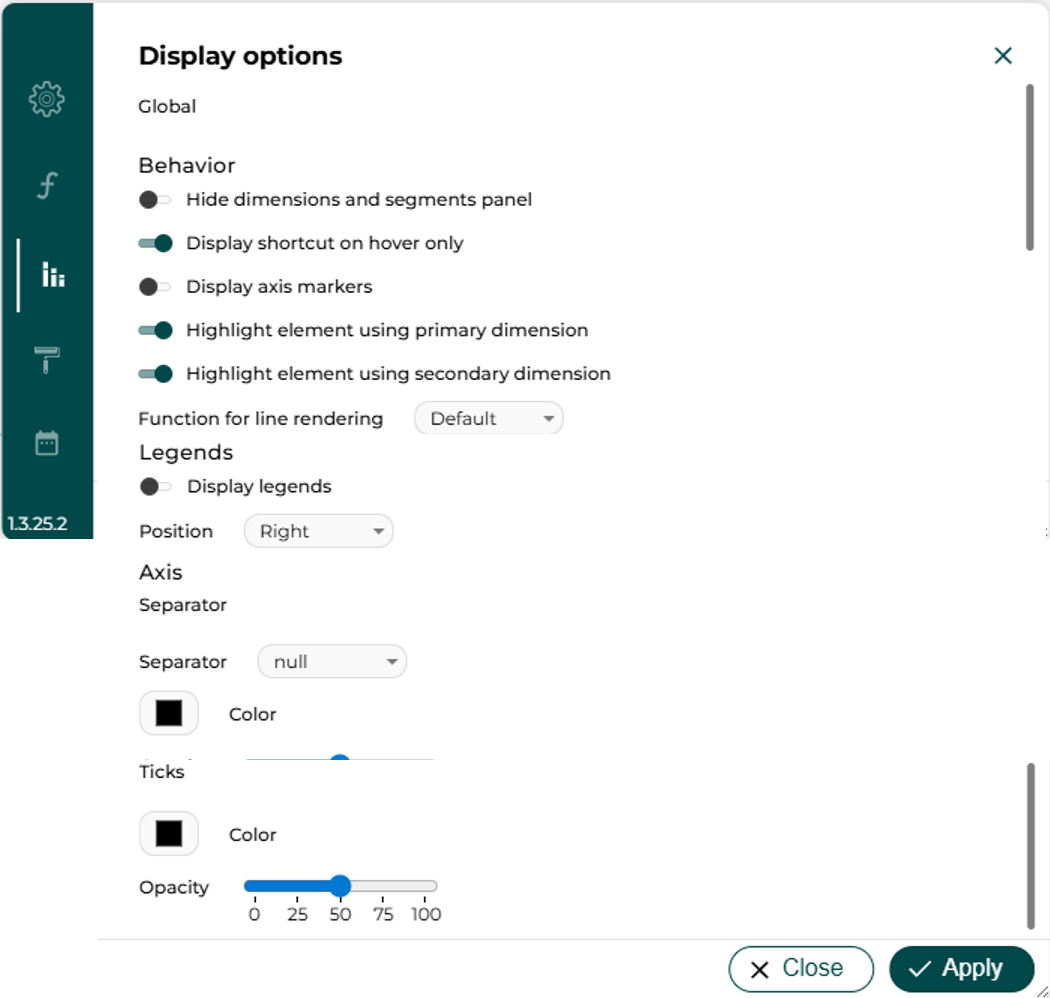 Display options
Global
Behavior
Hide dimensions and segments panel
Display shortcut on hover only
Display axis markers
Highlight element using primary dimension
Highlight element using secondary dimension
Function for line rendering Default
Legends
Display legends
1.3.25.2
Position Right
Axis
Separator
Separator null
Color
Ticks
Color
Opacity
0 25 50 75 100
Close Apply